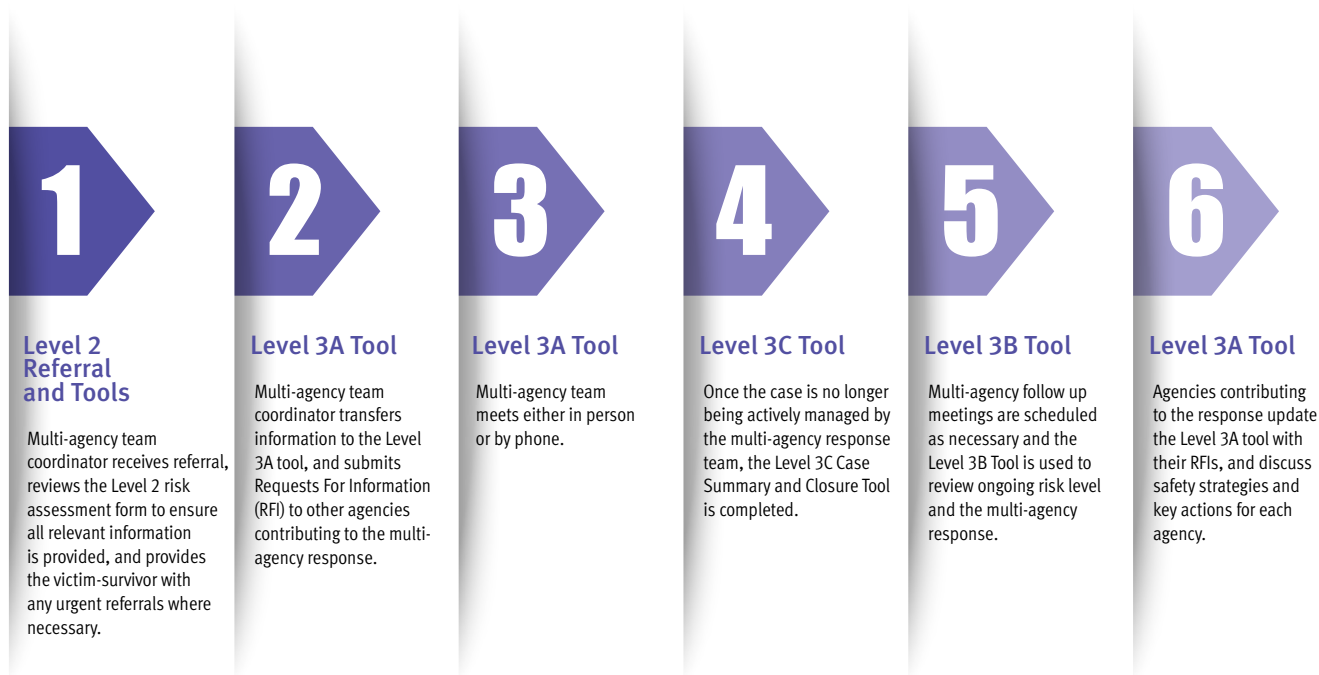 1
Level 2
Referral
and Tools
Multi-agency team
coordinator receives referral,
reviews the Level 2 risk
assessment form to ensure
all relevant information
is provided, and provides
the victim-survivor with
any urgent referrals where
necessary.
2
Level 3A Tool
Multi-agency team
coordinator transfers
information to the Level
3A tool, and submits
Requests For Information
(RFI) to other agencies
contributing to the multi-
agency response.
3
Level 3A Tool
Multi-agency team
meets either in person
or by phone.
4
Level 3C Tool
Once the case is no longer
being actively managed by
the multi-agency response
team, the Level 3C Case
Summary and Closure Tool
is completed.
5
Level 3B Tool
Multi-agency follow up
meetings are scheduled
as necessary and the
Level 3B Tool is used to
review ongoing risk level
and the multi-agency
response.
6
Level 3A Tool
Agencies contributing
to the response update
the Level 3A tool with
their RFIs, and discuss
safety strategies and
key actions for each
agency.